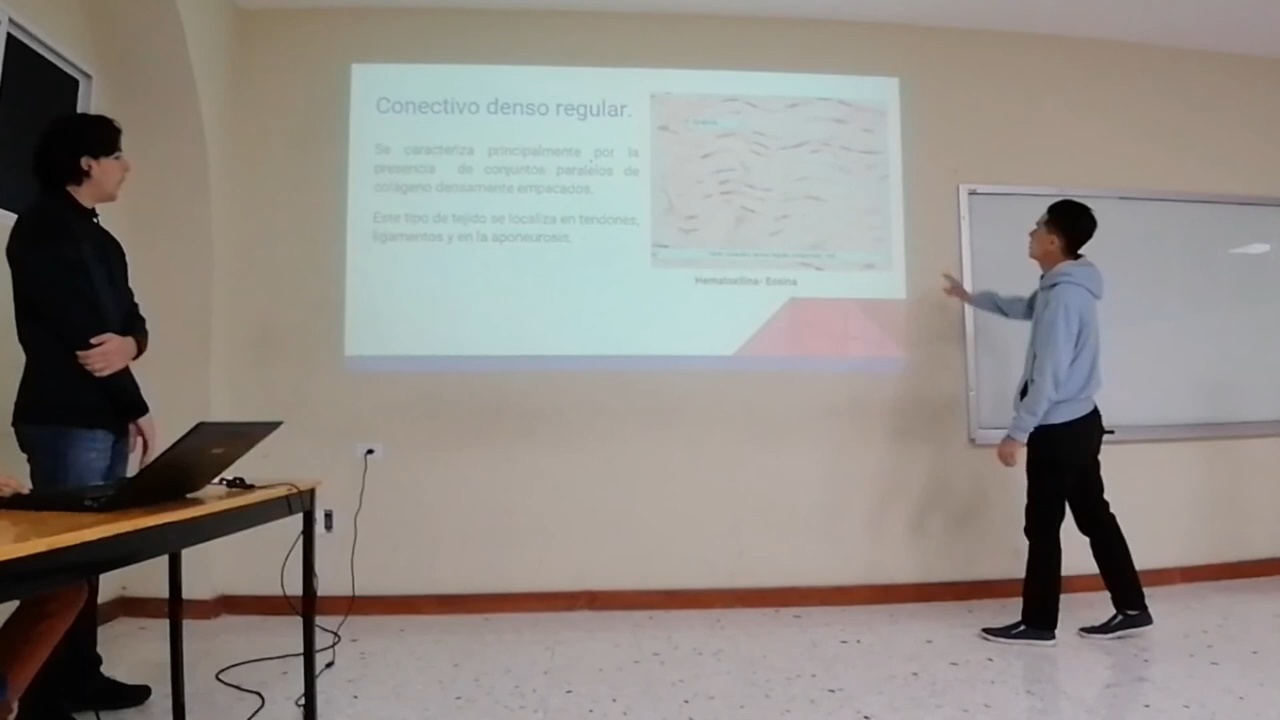 Conectivo denso regular.
Se caracteriza principalmente por la
presencia de conjuntos paralelos de
colágeno densamente empacados.
Este tipo de tejido se localiza en tendones,
ligamentos y en la aponeurosis.
Hematoxilina- Eosina